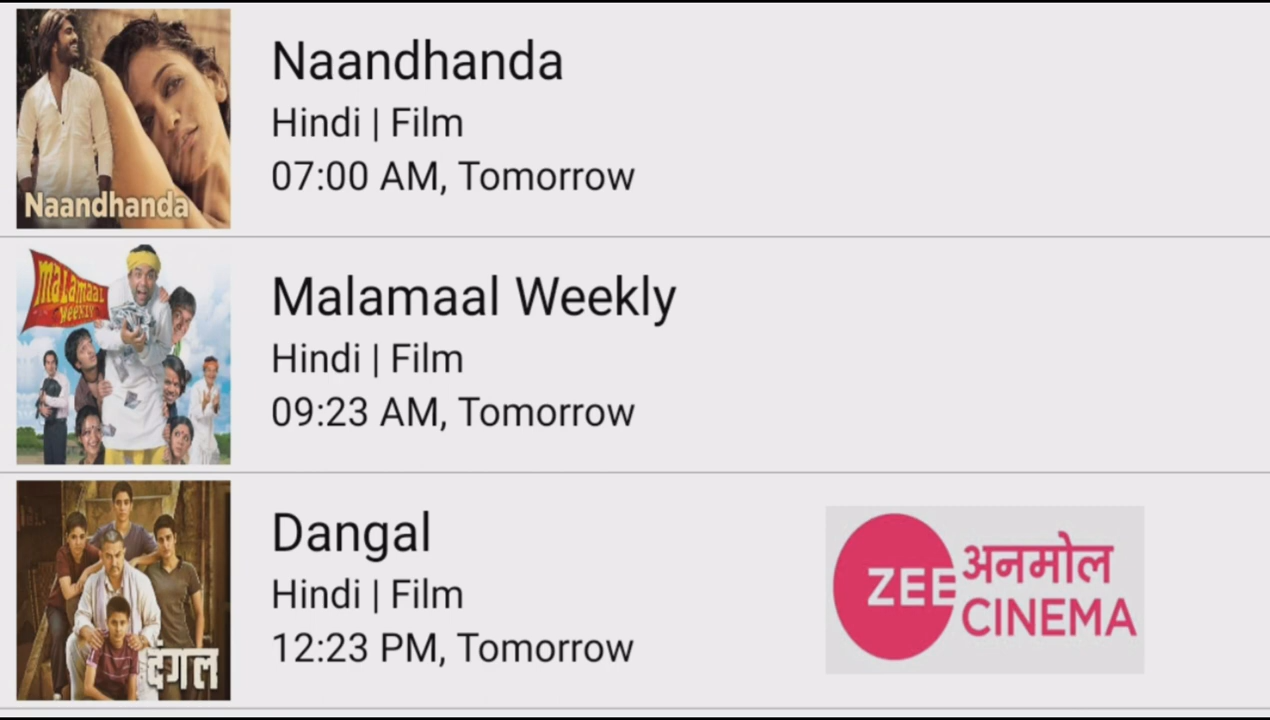 Naandhanda
Naandhanda
Hindi | Film
07:00 AM, Tomorrow
Malamaal
Weekly
Malamaal Weekly
Hindi | Film
09:23 AM, Tomorrow
दंगल
Dangal
Hindi | Film
12:23 PM, Tomorrow
ZEE अनमोल
CINEMA